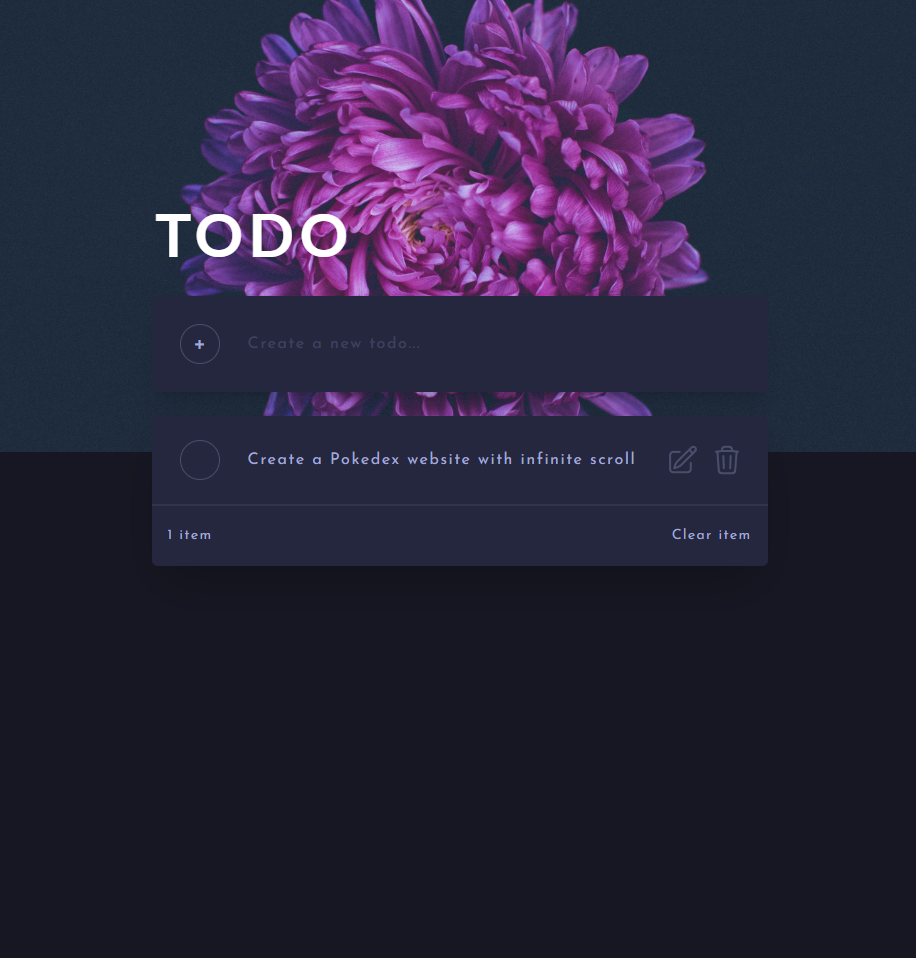 TODO
+
Create a new todo...
Create a Pokedex website with infinite scroll
1 item
Clear item